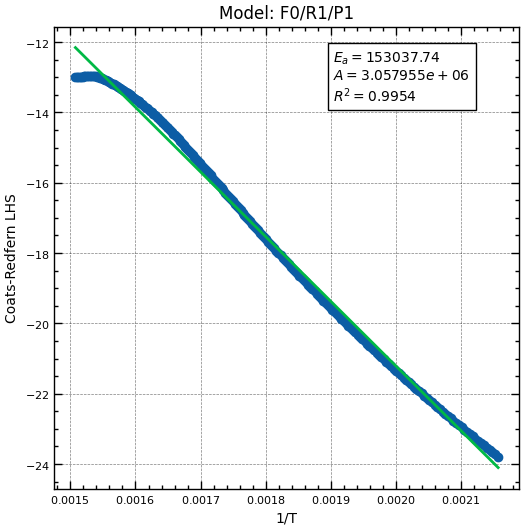 Model: F0/R1/P1
−12
−14
−16
−18
−20
−22
−24
Coats-Redfern LHS
E_a = 153037.74
A = 3.057955e + 06
R² = 0.9954
0.0015 0.0016 0.0017 0.0018 0.0019 0.0020 0.0021
1/T